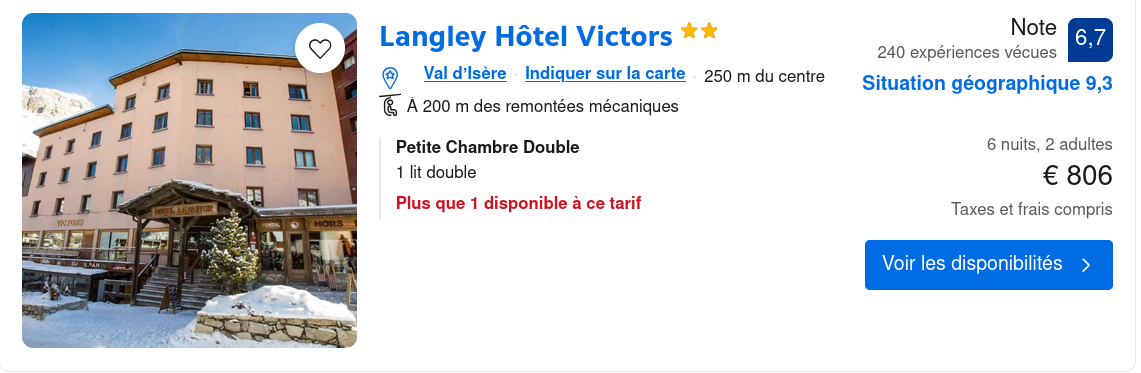 Langley Hôtel Victors
Val d'Isère · Indiquer sur la carte · 250 m du centre
À 200 m des remontées mécaniques
Petite Chambre Double
1 lit double
Plus que 1 disponible à ce tarif
Note
240 expériences vécues
6,7
Situation géographique 9,3
6 nuits, 2 adultes
€ 806
Taxes et frais compris
Voir les disponibilités
VICTORS
HORS